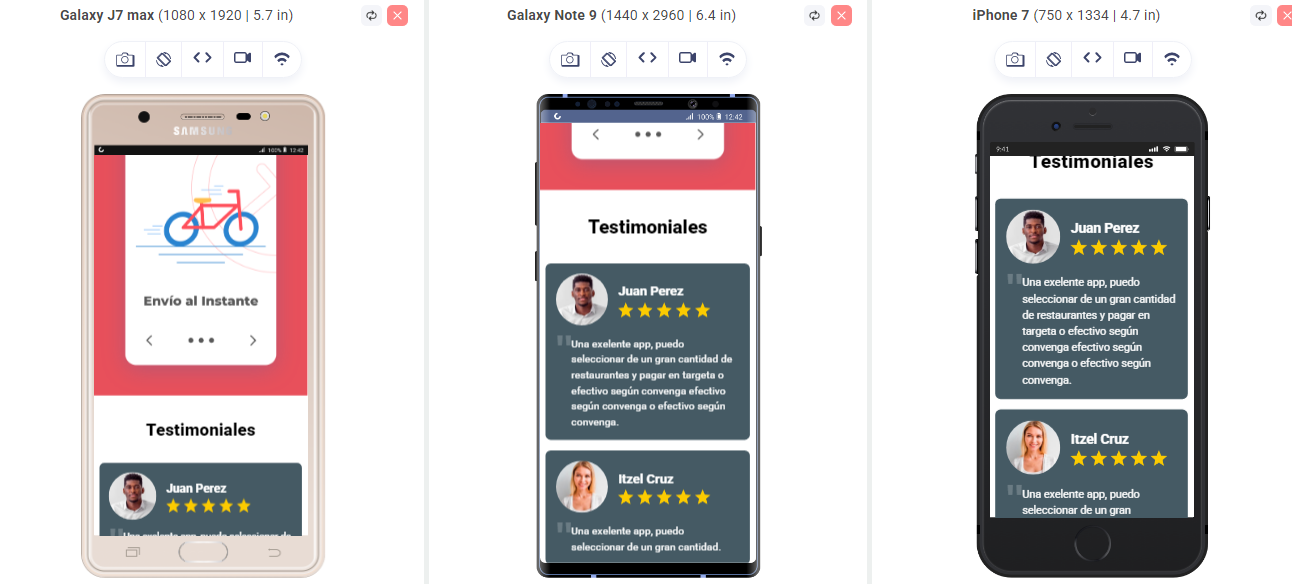 Galaxy J7 max (1080 x 1920 | 5.7 in)
SAMSUNG
100% 12:42
Envío al Instante
Testimoniales
Juan Perez
Una exelente app, puedo seleccionar de
Galaxy Note 9 (1440 x 2960 | 6.4 in)
100% 12:42
Testimoniales
Juan Perez
"
Una exelente app, puedo
seleccionar de un gran cantidad de
restaurantes y pagar en targeta o
efectivo según convenga efectivo
según convenga o efectivo según
convenga.
Itzel Cruz
"
Una exelente app, puedo
seleccionar de un gran cantidad.
iPhone 7 (750 x 1334 | 4.7 in)
9:41
Testimoniales
Juan Perez
"
Una exelente app, puedo
seleccionar de un gran cantidad
de restaurantes y pagar en
targeta o efectivo según
convenga efectivo según
convenga o efectivo según
convenga.
Itzel Cruz
"
Una exelente app, puedo
seleccionar de un gran